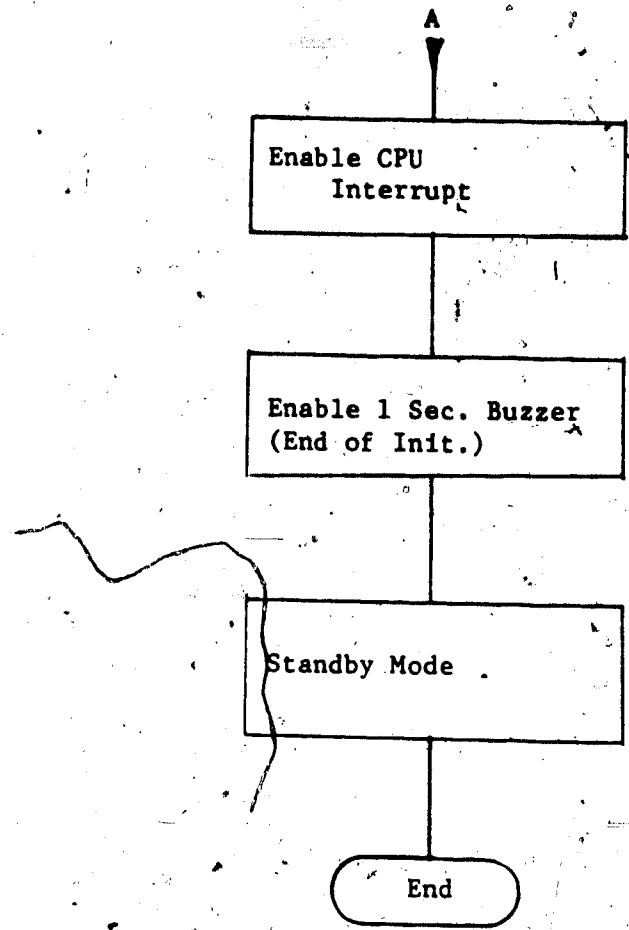 A
Enable CPU
Interrupt
Enable 1 Sec. Buzzer
(End of Init.)
Standby Mode
End